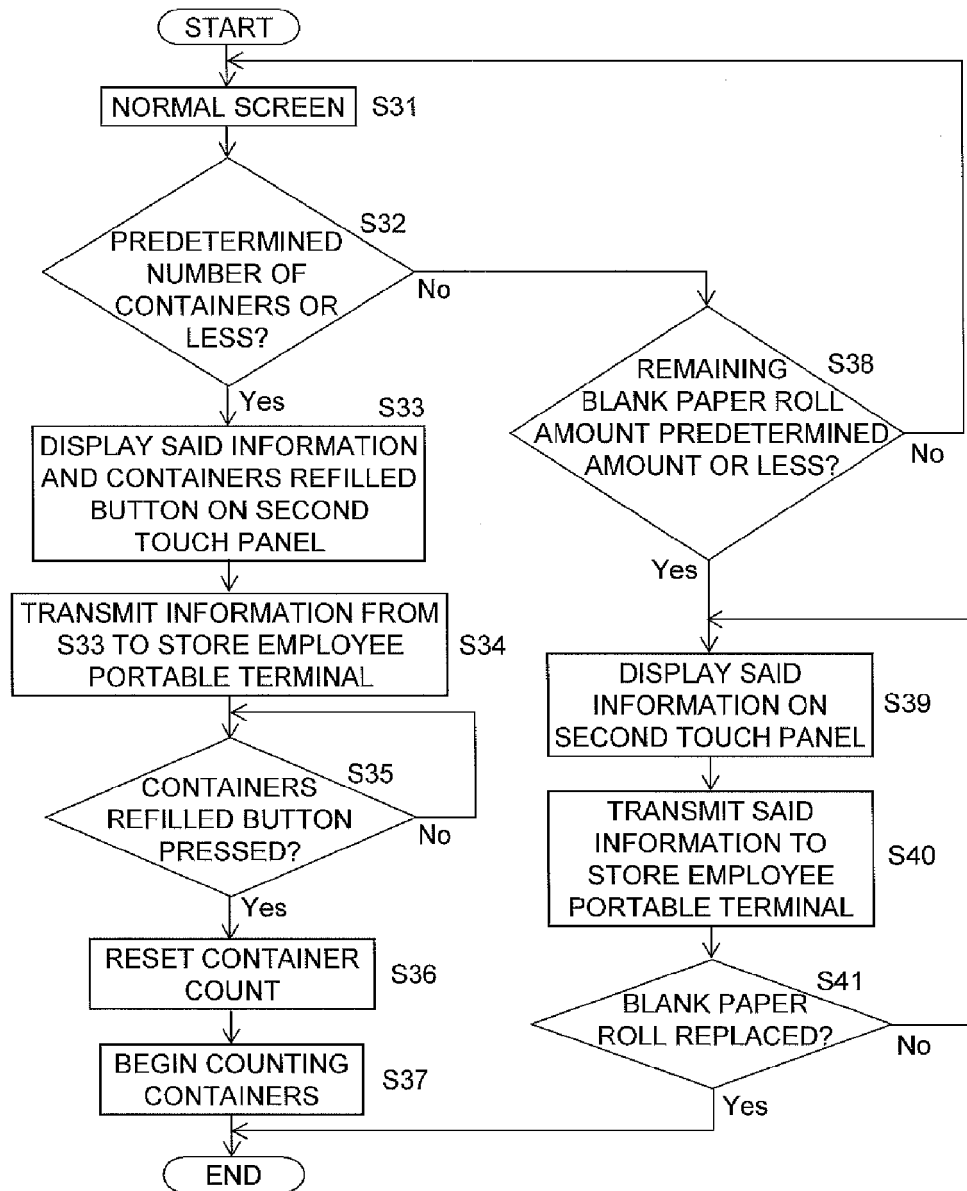 START
NORMAL SCREEN
S31
S32
PREDETERMINED
NUMBER OF
CONTAINERS OR
LESS?
No
Yes
S33
DISPLAY SAID INFORMATION
AND CONTAINERS REFILLED
BUTTON ON SECOND
TOUCH PANEL
TRANSMIT INFORMATION FROM
S33 TO STORE EMPLOYEE
PORTABLE TERMINAL
S34
S35
CONTAINERS
REFILLED BUTTON
PRESSED?
No
Yes
RESET CONTAINER
COUNT
S36
BEGIN COUNTING
CONTAINERS
S37
END
S38
REMAINING
BLANK PAPER ROLL
AMOUNT PREDETERMINED
AMOUNT OR LESS?
No
Yes
DISPLAY SAID
INFORMATION ON
SECOND TOUCH PANEL
S39
TRANSMIT SAID
INFORMATION TO
STORE EMPLOYEE
PORTABLE TERMINAL
S40
S41
BLANK PAPER
ROLL REPLACED?
No
Yes